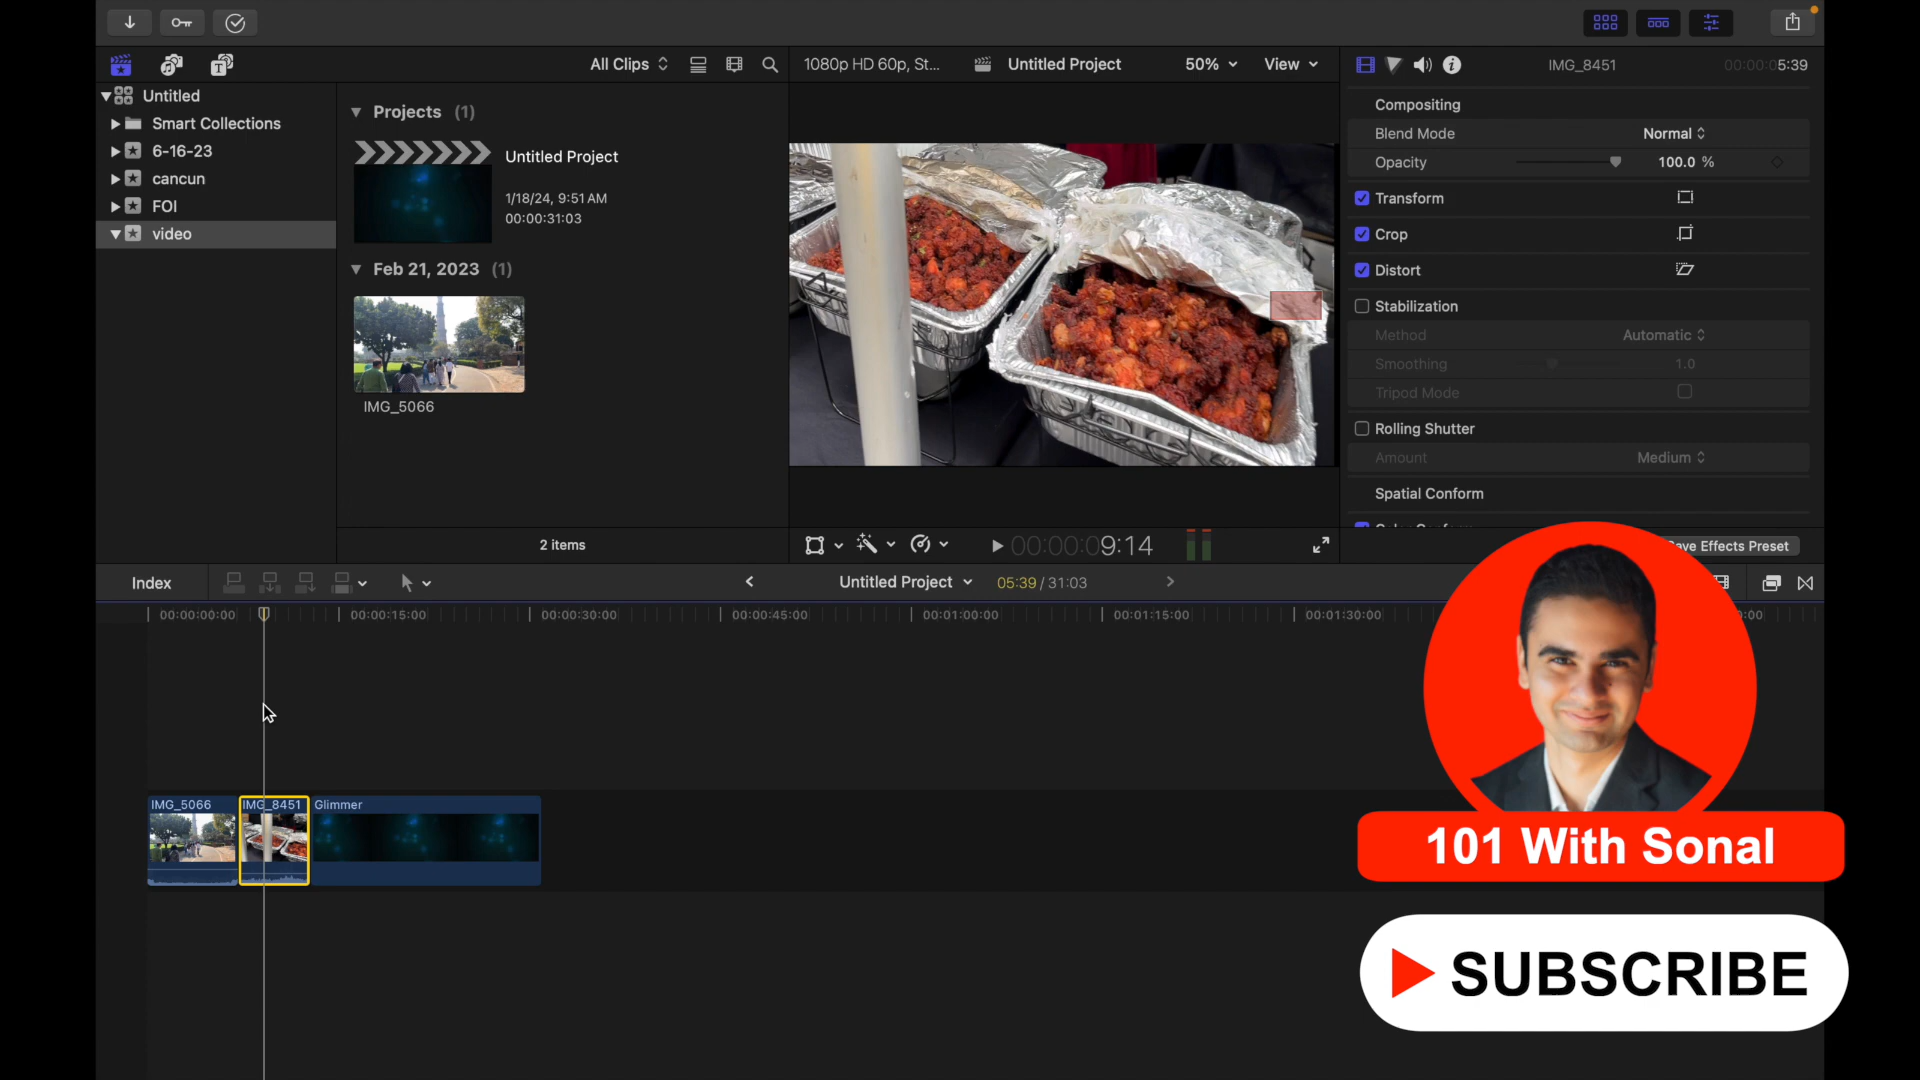 All Clips
1080p HD 60p, St...
Untitled Project
50%
View
IMG_8451
00:00:05:39
Untitled
Smart Collections
6-16-23
cancun
FOI
video
Projects (1)
Untitled Project
1/18/24, 9:51 AM
00:00:31:03
Feb 21, 2023 (1)
IMG_5066
2 items
00:00:09:14
Compositing
Blend Mode
Normal
Opacity
100.0 %
Transform
Crop
Distort
Stabilization
Method
Automatic
Smoothing
1.0
Tripod Mode
Rolling Shutter
Amount
Medium
Spatial Conform
Save Effects Preset
Index
Untitled Project
05:39 / 31:03
00:00:00:00
00:00:15:00
00:00:30:00
00:00:45:00
00:01:00:00
00:01:15:00
00:01:30:00
IMG_5066
IMG_8451
Glimmer
101 With Sonal
SUBSCRIBE